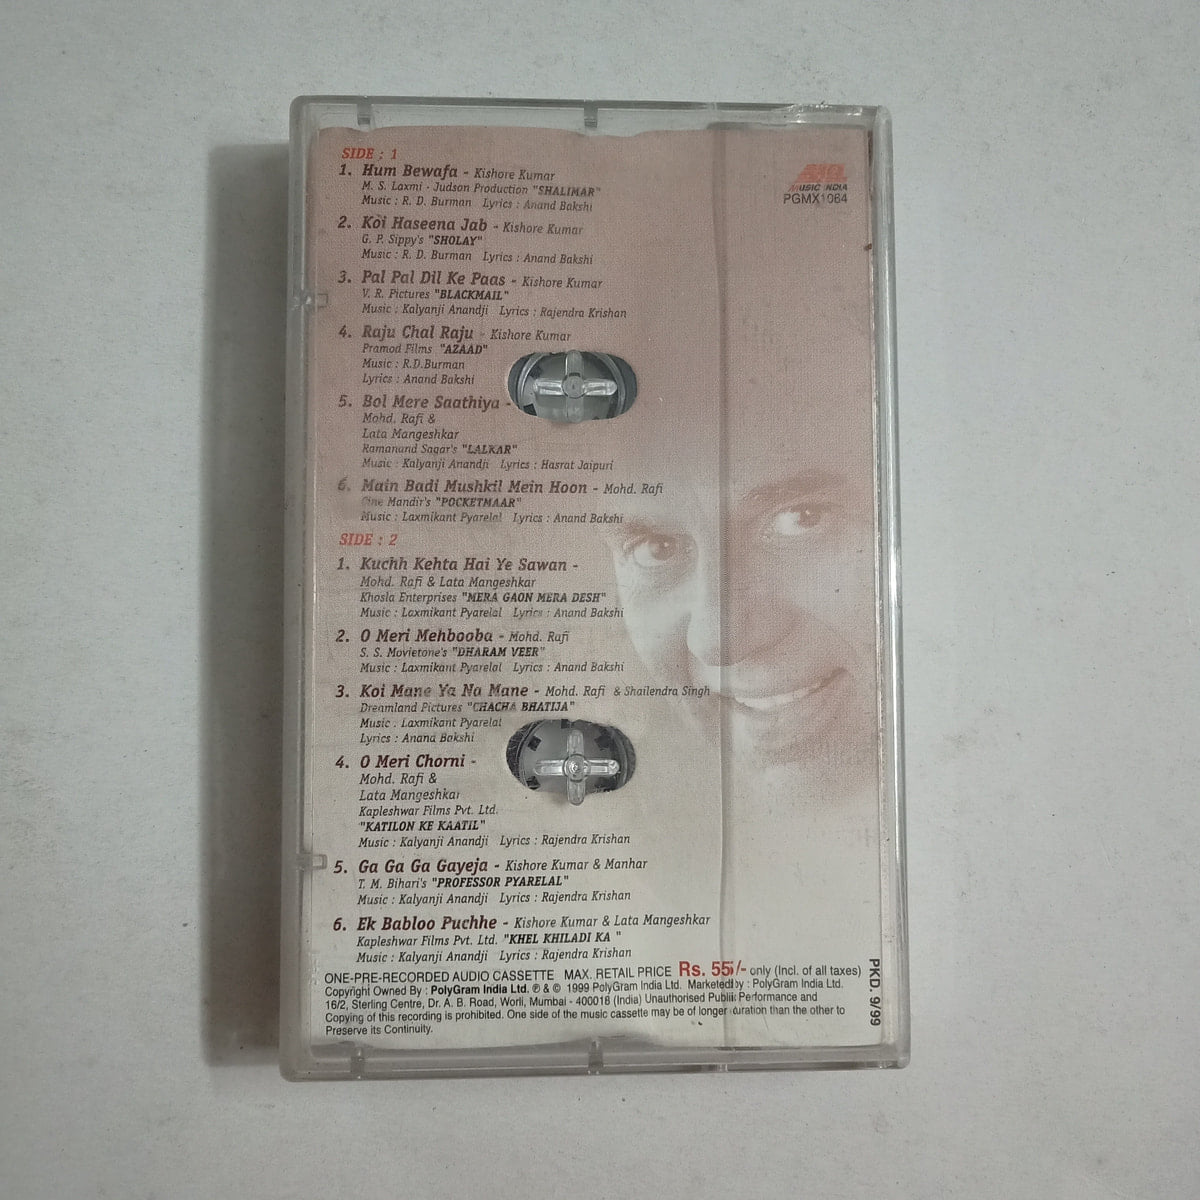 SIDE : 1
1. Hum Bewafa - Kishore Kumar
M. S. Laxmi - Judson Production "SHALIMAR"
Music : R. D. Burman Lyrics : Anand Bakshi
2. Koi Haseena Jab - Kishore Kumar
G. P. Sippy's "SHOLAY"
Music : R. D. Burman Lyrics : Anand Bakshi
3. Pal Pal Dil Ke Paas - Kishore Kumar
V. R. Pictures "BLACKMAIL"
Music : Kalyanji Anandji Lyrics : Rajendra Krishan
4. Raju Chal Raju - Kishore Kumar
Pramod Films "AZAAD"
Music : R.D.Burman
Lyrics : Anand Bakshi
5. Bol Mere Saathiya -
Mohd. Rafi &
Lata Mangeshkar
Ramanand Sagar's "LALKAR"
Music : Kalyanji Anandji Lyrics : Hasrat Jaipuri
6. Main Badi Mushkil Mein Hoon - Mohd. Rafi
Cine Mandir's "POCKETMAAR"
Music : Laxmikant Pyarelal Lyrics : Anand Bakshi
SIDE : 2
1. Kuchh Kehta Hai Ye Sawan -
Mohd. Rafi & Lata Mangeshkar
Khosla Enterprises "MERA GAON MERA DESH"
Music : Laxmikant Pyarelal Lyrics : Anand Bakshi
2. O Meri Mehbooba - Mohd. Rafi
S. S. Movietone's "DHARAM VEER"
Music : Laxmikant Pyarelal Lyrics : Anand Bakshi
3. Koi Mane Ya Na Mane - Mohd. Rafi & Shailendra Singh
Dreamland Pictures "CHACHA BHATIJA"
Music : Laxmikant Pyarelal
Lyrics : Anand Bakshi
4. O Meri Chorni -
Mohd. Rafi &
Lata Mangeshkar
Kapleshwar Films Pvt. Ltd.
"KATILON KE KAATIL"
Music : Kalyanji Anandji Lyrics : Rajendra Krishan
5. Ga Ga Ga Gayeja - Kishore Kumar & Manhar
T. M. Bihari's "PROFESSOR PYARELAL"
Music : Kalyanji Anandji Lyrics : Rajendra Krishan
6. Ek Babloo Puchhe - Kishore Kumar & Lata Mangeshkar
Kapleshwar Films Pvt. Ltd. "KHEL KHILADI KA "
Music : Kalyanji Anandji Lyrics : Rajendra Krishan
MUSIC INDIA
PGMX1064
ONE-PRE-RECORDED AUDIO CASSETTE MAX. RETAIL PRICE Rs. 55/- only (Incl. of all taxes)
Copyright Owned By : PolyGram India Ltd. ℗ & © 1999 PolyGram India Ltd. Marketed by : PolyGram India Ltd.
16/2, Sterling Centre, Dr. A. B. Road, Worli, Mumbai - 400018 (India) Unauthorised Public Performance and
Copying of this recording is prohibited. One side of the music cassette may be of longer duration than the other to
Preserve its Continuity.
PKD. 9/99